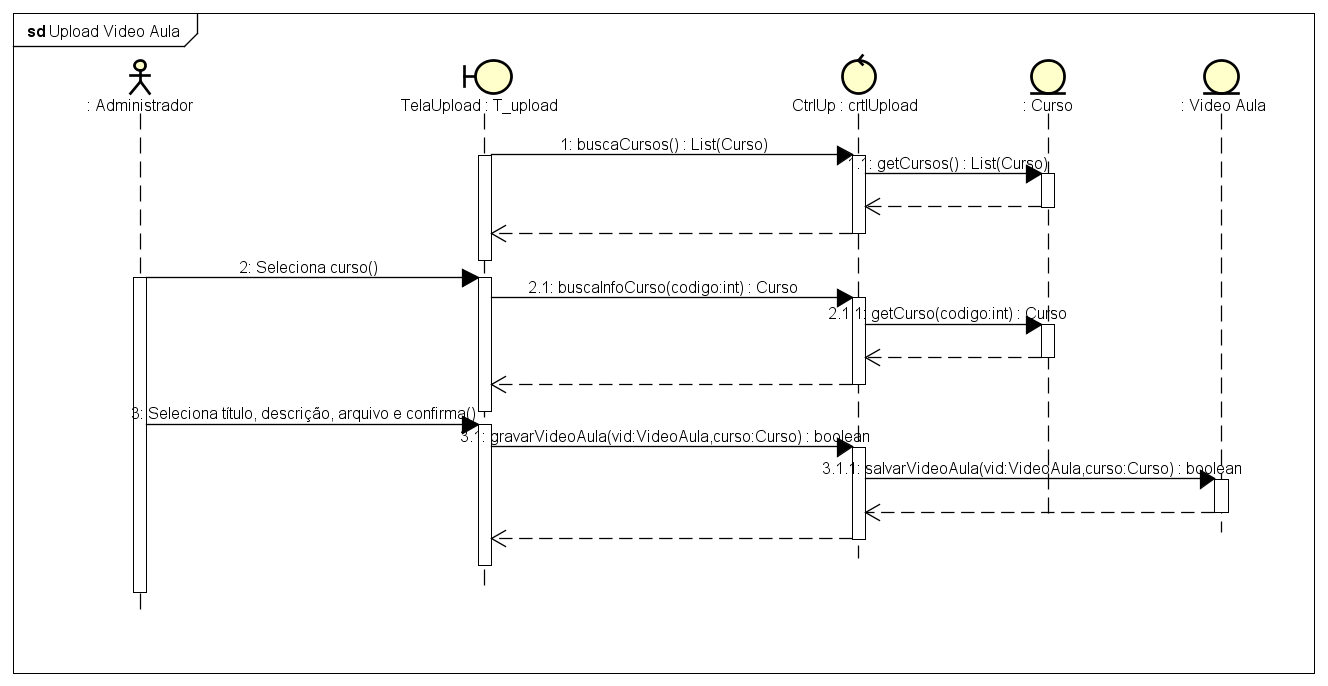 sd Upload Video Aula
: Administrador
TelaUpload : T_upload
CtrlUp : crtlUpload
: Curso
: Video Aula
1: buscaCursos() : List(Curso)
1.1: getCursos() : List(Curso)
2: Seleciona curso()
2.1: buscaInfoCurso(codigo:int) : Curso
2.1.1: getCurso(codigo:int) : Curso
3: Seleciona título, descrição, arquivo e confirma()
3.1: gravarVideoAula(vid:VideoAula,curso:Curso) : boolean
3.1.1: salvarVideoAula(vid:VideoAula,curso:Curso) : boolean